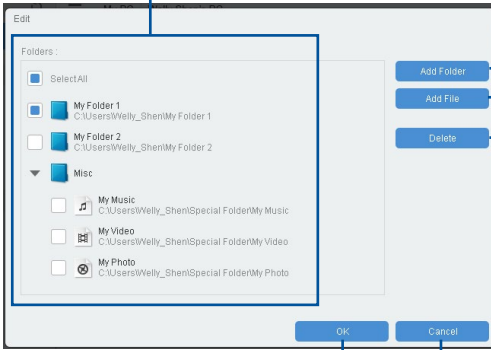 Edit
Folders :
SelectAll
Add Folder
My Folder 1
C:\Users\Welly_Shen\My Folder 1
Add File
My Folder 2
C:\Users\Welly_Shen\My Folder 2
Delete
Misc
My Music
C:\Users\Welly_Shen\Special Folder\My Music
My Video
C:\Users\Welly_Shen\Special Folder\My Video
My Photo
C:\Users\Welly_Shen\Special Folder\My Photo
OK
Cancel